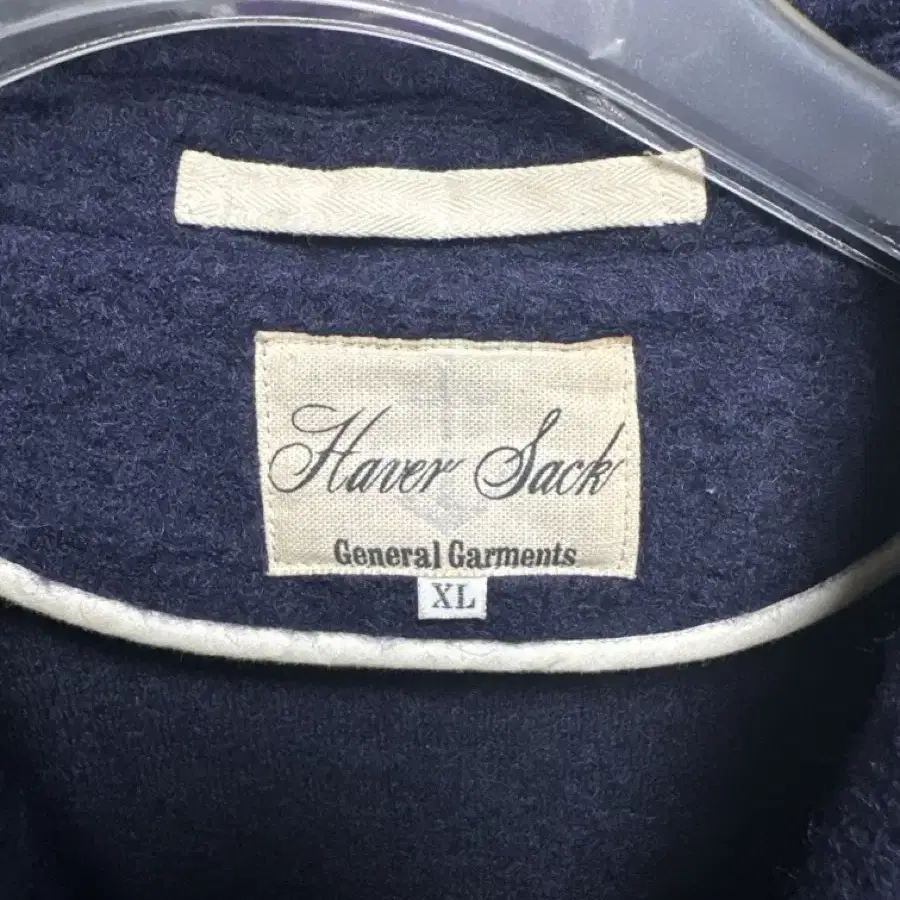 Haver Sack
General Garments
XL